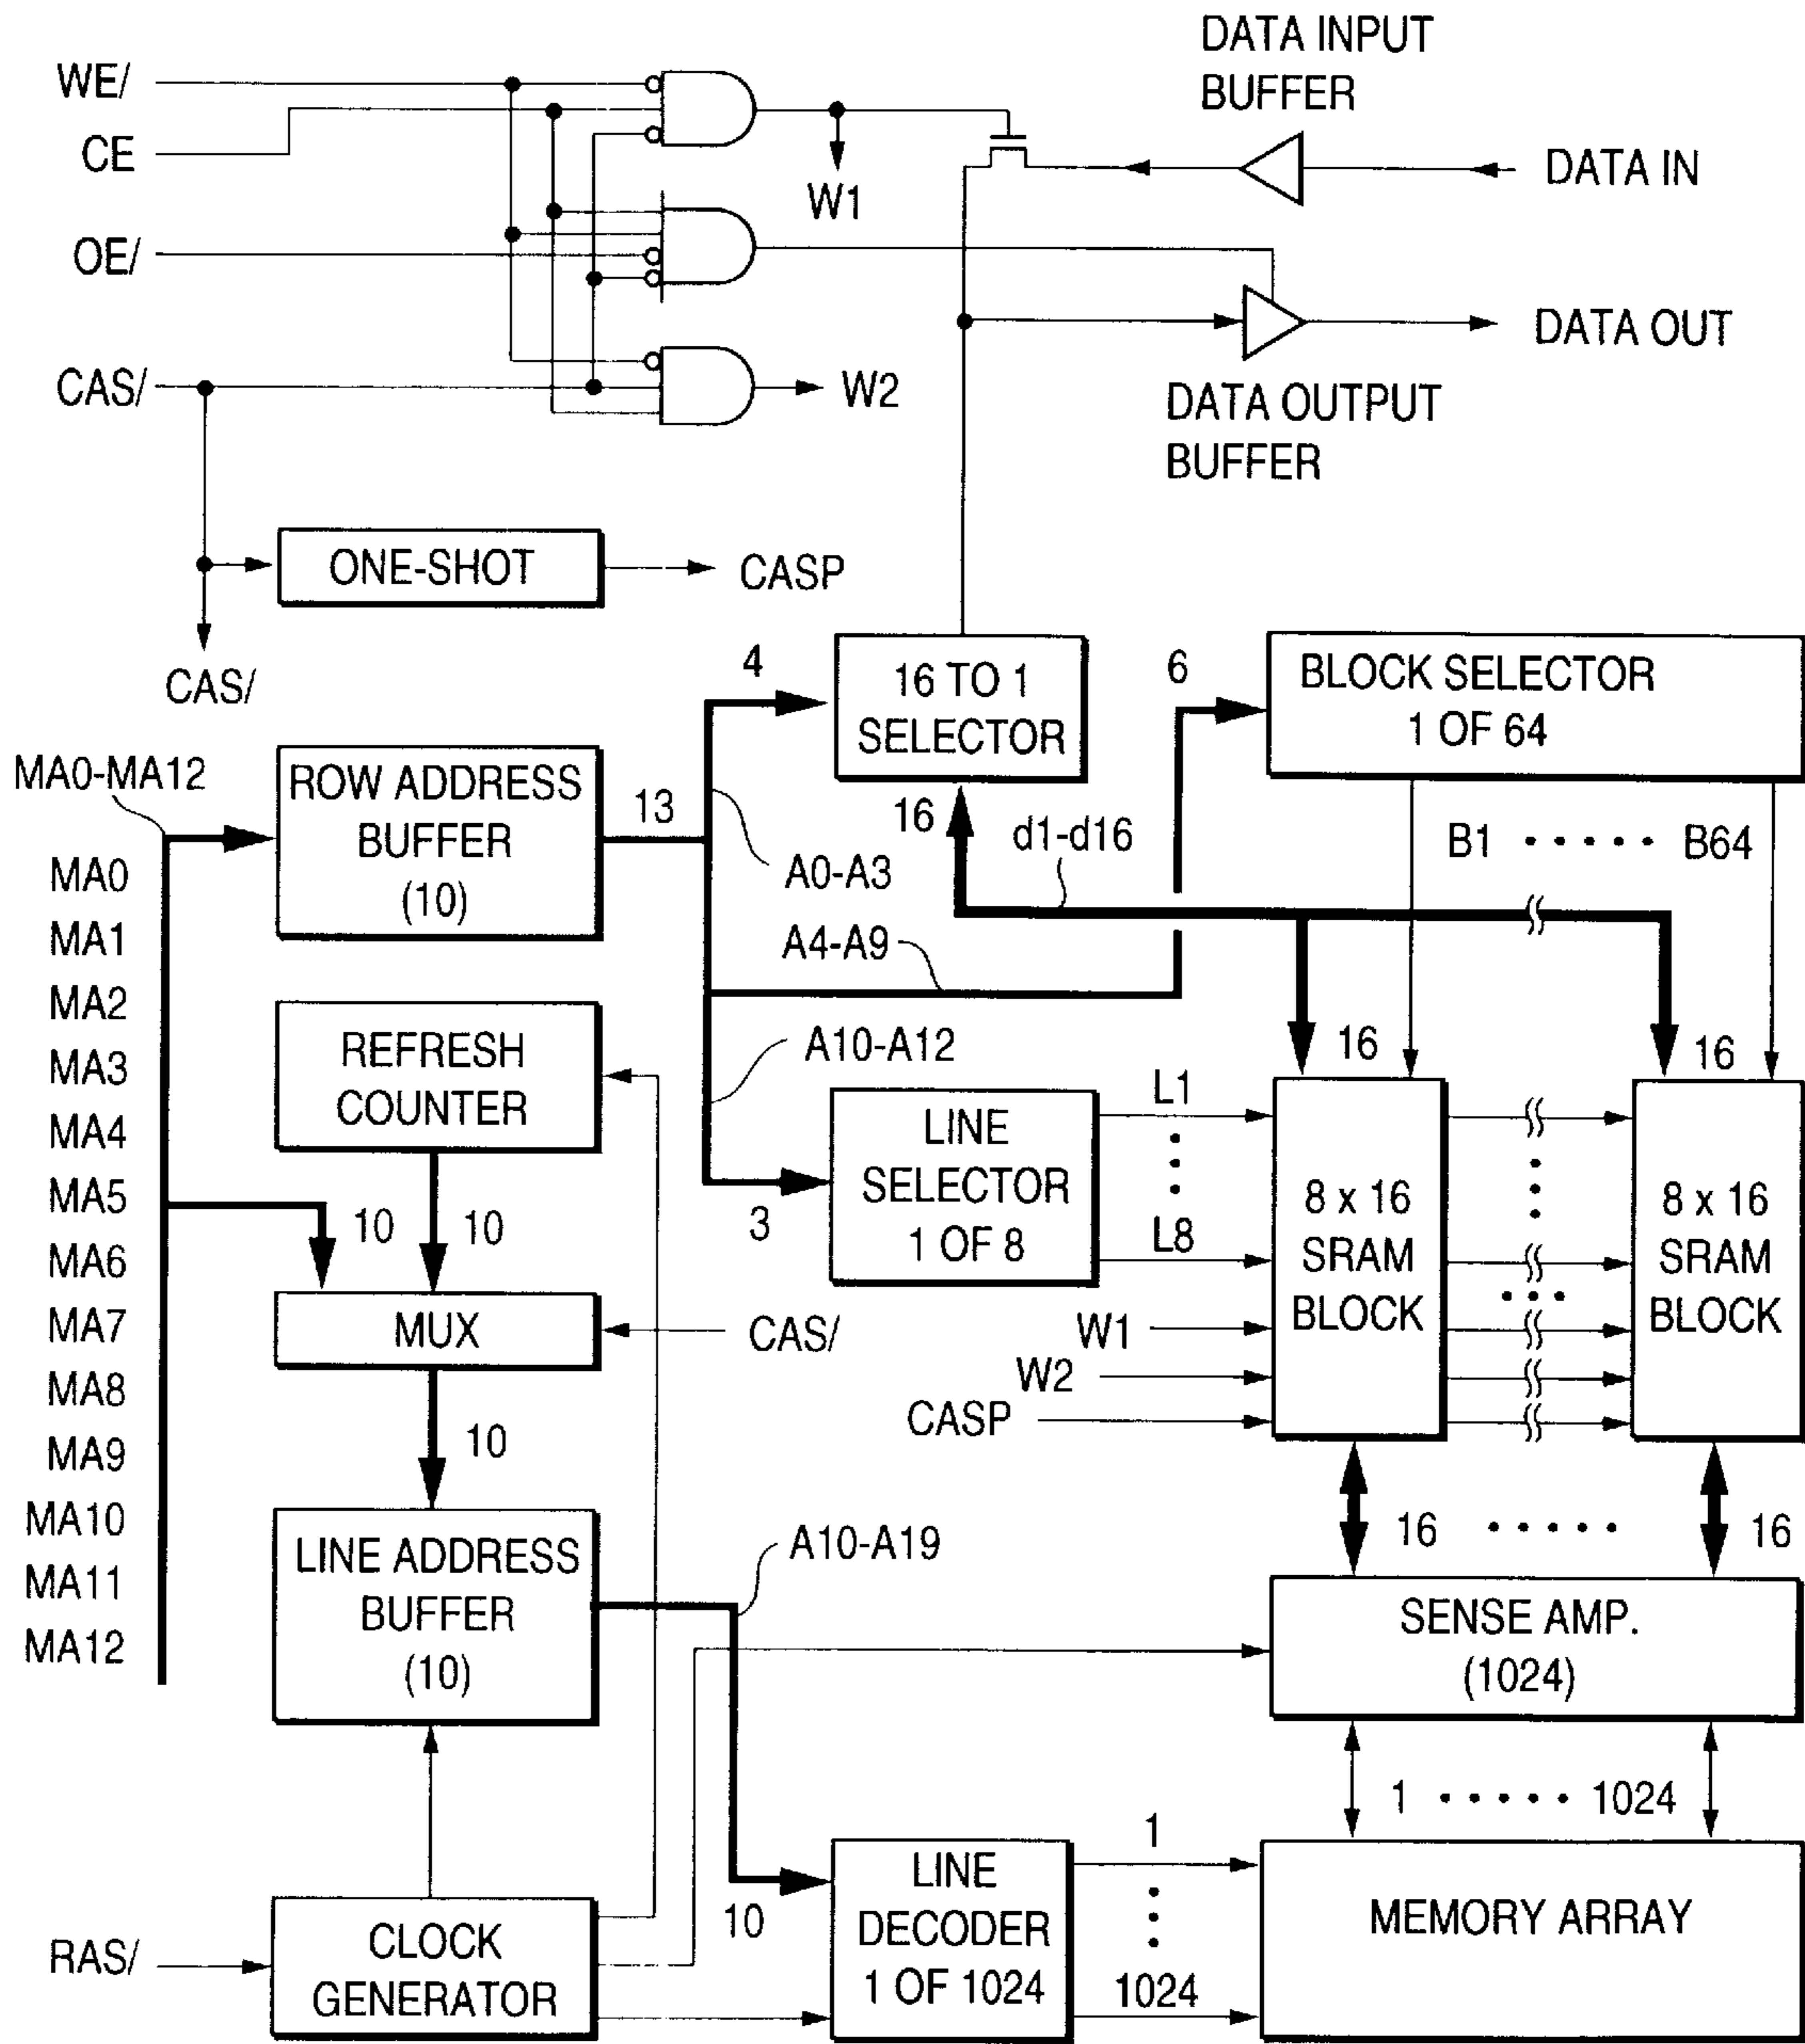 DATA INPUT
BUFFER
WE/
CE
W1
DATA IN
OE/
DATA OUT
CAS/
W2
DATA OUTPUT
BUFFER
ONE-SHOT
CASP
CAS/
4
16 TO 1
SELECTOR
6
BLOCK SELECTOR
1 OF 64
MA0-MA12
ROW ADDRESS
BUFFER
(10)
13
16
d1-d16
B1 ..... B64
A0-A3
A4-A9
MA0
MA1
MA2
MA3
MA4
MA5
MA6
MA7
MA8
MA9
MA10
MA11
MA12
REFRESH
COUNTER
A10-A12
16
16
LINE
SELECTOR
1 OF 8
L1
L8
3
8 x 16
SRAM
BLOCK
8 x 16
SRAM
BLOCK
10
10
MUX
CAS/
W1
W2
CASP
10
LINE ADDRESS
BUFFER
(10)
A10-A19
16 ..... 16
SENSE AMP.
(1024)
1 ..... 1024
RAS/
CLOCK
GENERATOR
10
LINE
DECODER
1 OF 1024
1
1024
MEMORY ARRAY